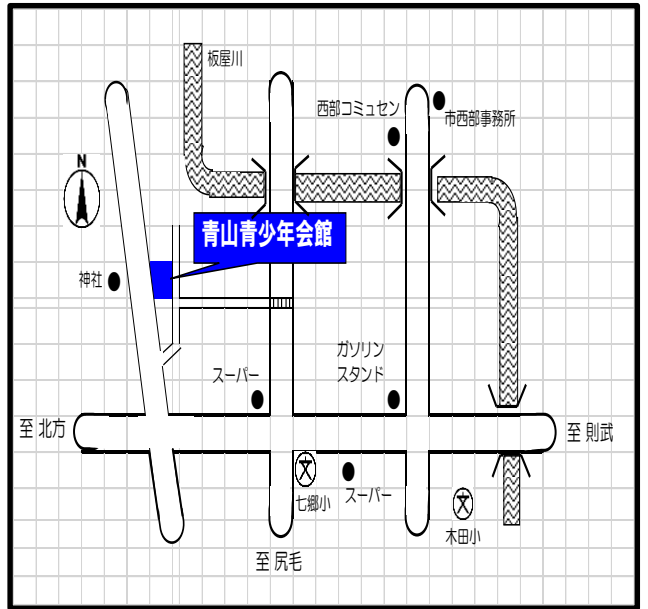 板屋川
西部コミュセン
市西部事務所
N
青山青少年会館
神社
ガソリン
スタンド
スーパー
至 北方
至 則武
文
七郷小
スーパー
文
木田小
至 尻毛